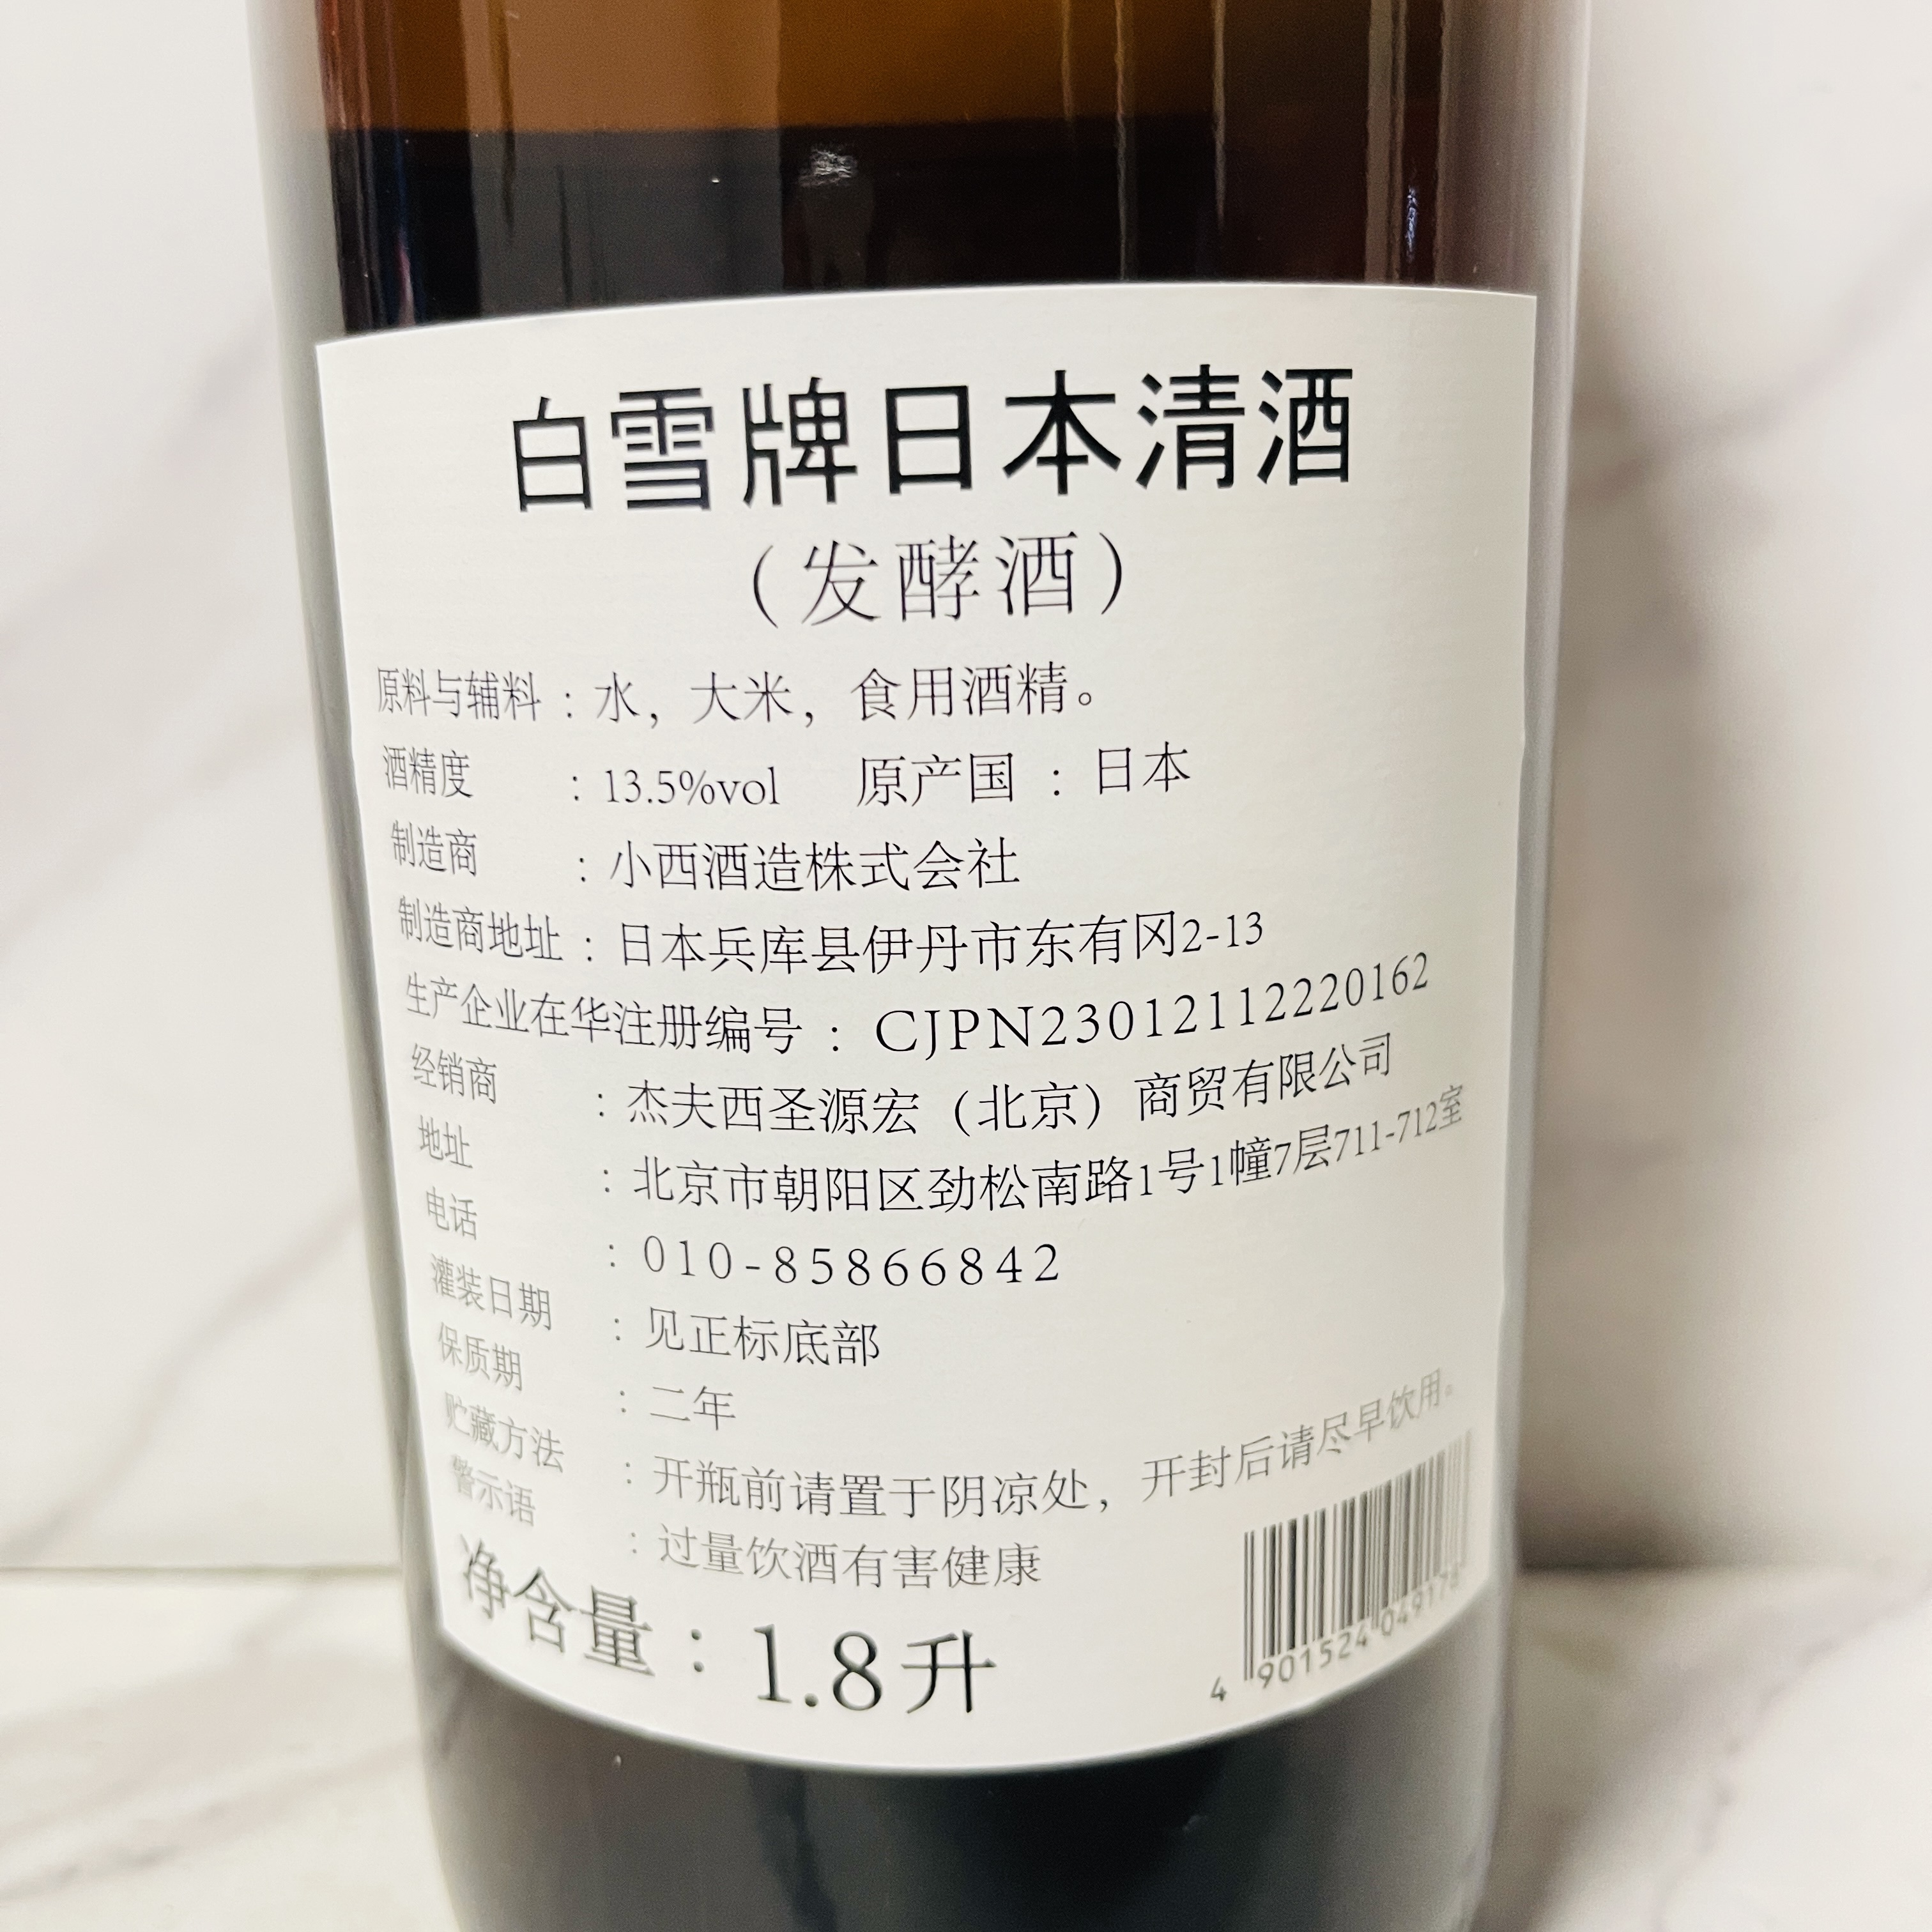 白雪牌日本清酒
（发酵酒）
原料与辅料：水，大米，食用酒精。
酒精度：13.5%vol 原产国：日本
制造商：小西酒造株式会社
制造商地址：日本兵库县伊丹市东有冈2-13
生产企业在华注册编号：CJPN23012112220162
经销商：杰夫西圣源宏（北京）商贸有限公司
地址：北京市朝阳区劲松南路1号1幢7层711-712室
电话：010-85866842
灌装日期：见正标底部
保质期：二年
贮藏方法：开瓶前请置于阴凉处，开封后请尽早饮用。
警示语：过量饮酒有害健康
净含量：1.8升
4 901524 049174